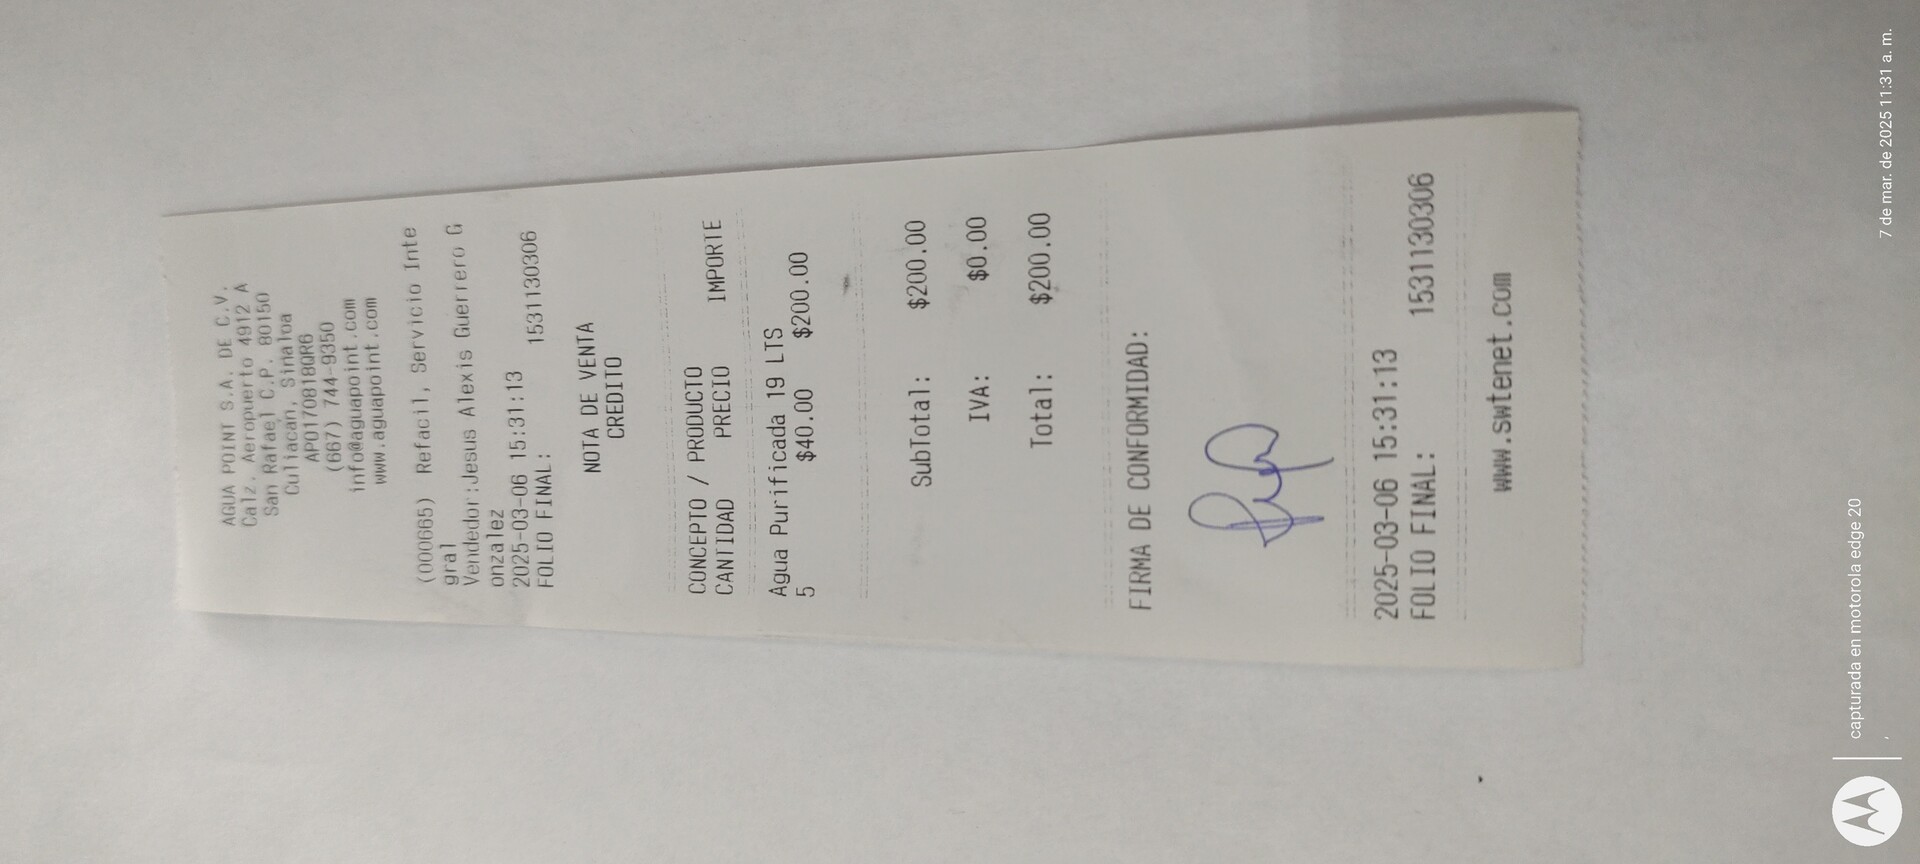 AGUA POINT S.A. DE C.V.
Calz. Aeropuerto 4912 A
San Rafael C.P. 80150
Culiacan, Sinaloa
APO170818QR6
(667) 744-9350
info@aguapoint.com
www.aguapoint.com
(000665) Refacil, Servicio Inte
gral
Vendedor:Jesus Alexis Guerrero G
onzalez
2025-03-06 15:31:13
FOLIO FINAL: 153113030​6
NOTA DE VENTA
CREDITO
CONCEPTO / PRODUCTO
CANTIDAD PRECIO IMPORTE
Agua Purificada 19 LTS
5 $40.00 $200.00
SubTotal: $200.00
IVA: $0.00
Total: $200.00
FIRMA DE CONFORMIDAD:
2025-03-06 15:31:13
FOLIO FINAL: 1531130306
www.swtenet.com
capturada en motorola edge 20
7 de mar. de 2025 11:31 a. m.